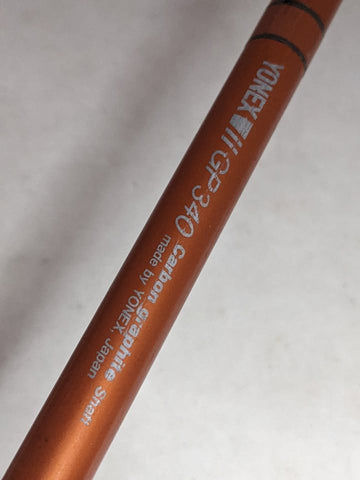 YONEX GP340 Carbon graphite Shaft
made by YONEX, Japan